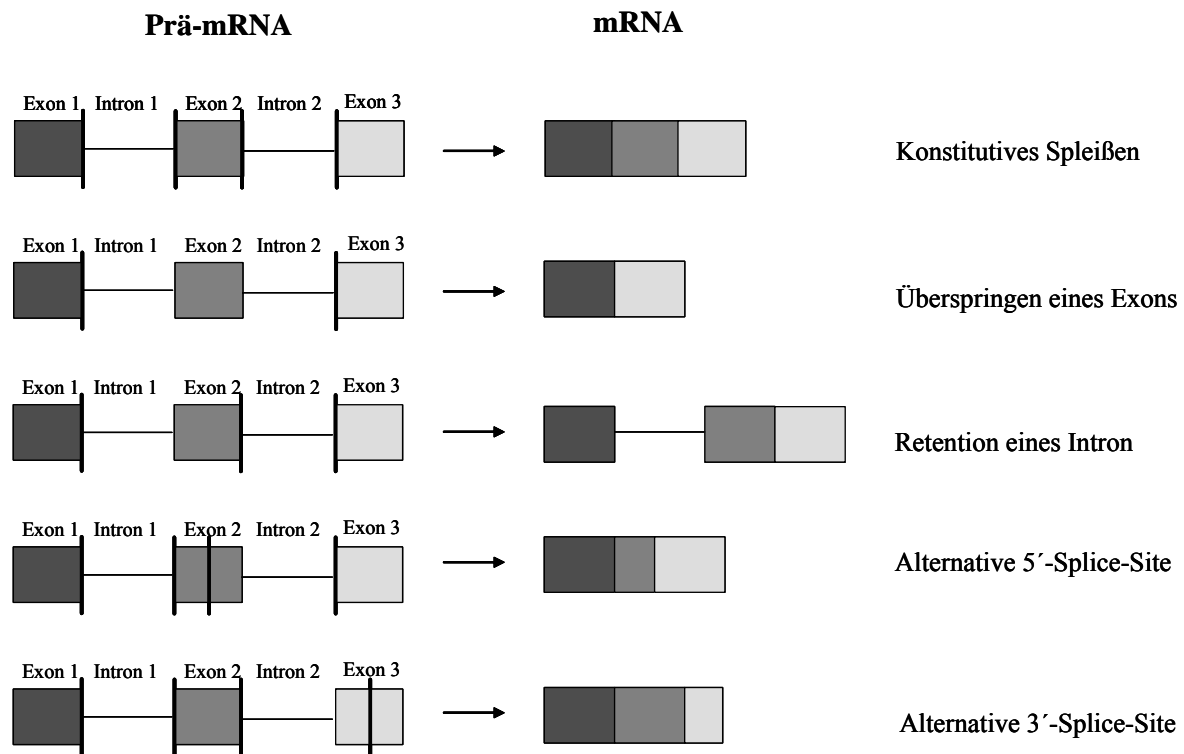 Prä-mRNA mRNA
Exon 1 Intron 1 Exon 2 Intron 2 Exon 3
Konstitutives Spleißen
Exon 1 Intron 1 Exon 2 Intron 2 Exon 3
Überspringen eines Exons
Exon 1 Intron 1 Exon 2 Intron 2 Exon 3
Retention eines Intron
Exon 1 Intron 1 Exon 2 Intron 2 Exon 3
Alternative 5´-Splice-Site
Exon 1 Intron 1 Exon 2 Intron 2 Exon 3
Alternative 3´-Splice-Site